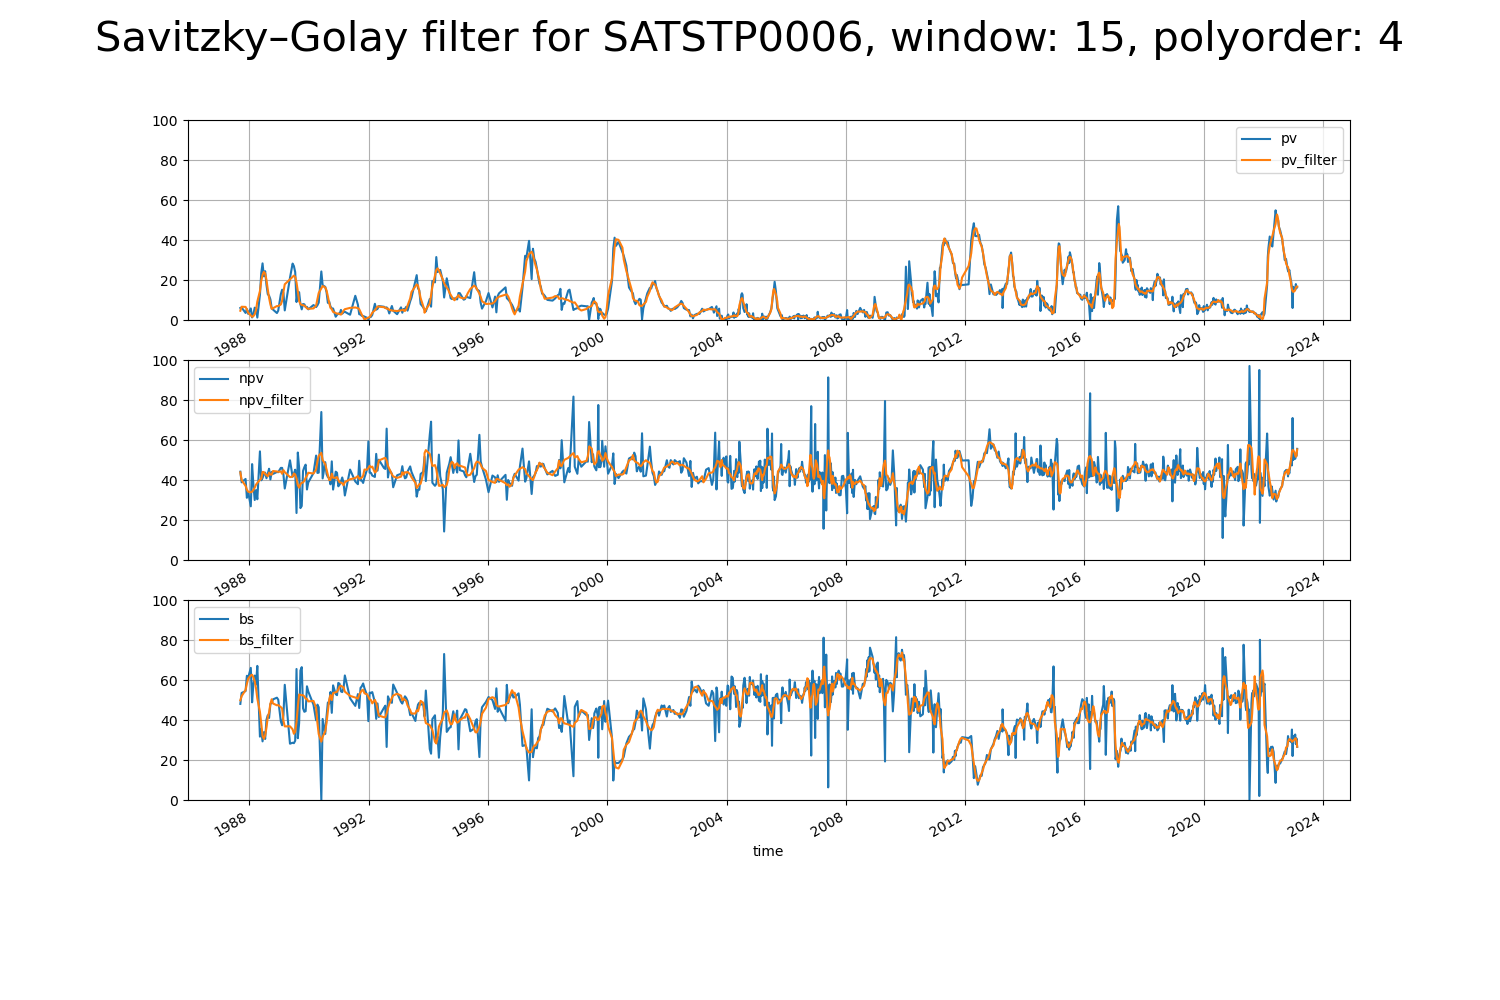 Savitzky–Golay filter for SATSTP0006, window: 15, polyorder: 4
100
80
60
40
20
0
pv
pv_filter
1988 1992 1996 2000 2004 2008 2012 2016 2020 2024
100
80
60
40
20
0
npv
npv_filter
1988 1992 1996 2000 2004 2008 2012 2016 2020 2024
100
80
60
40
20
0
bs
bs_filter
1988 1992 1996 2000 2004 2008 2012 2016 2020 2024
time